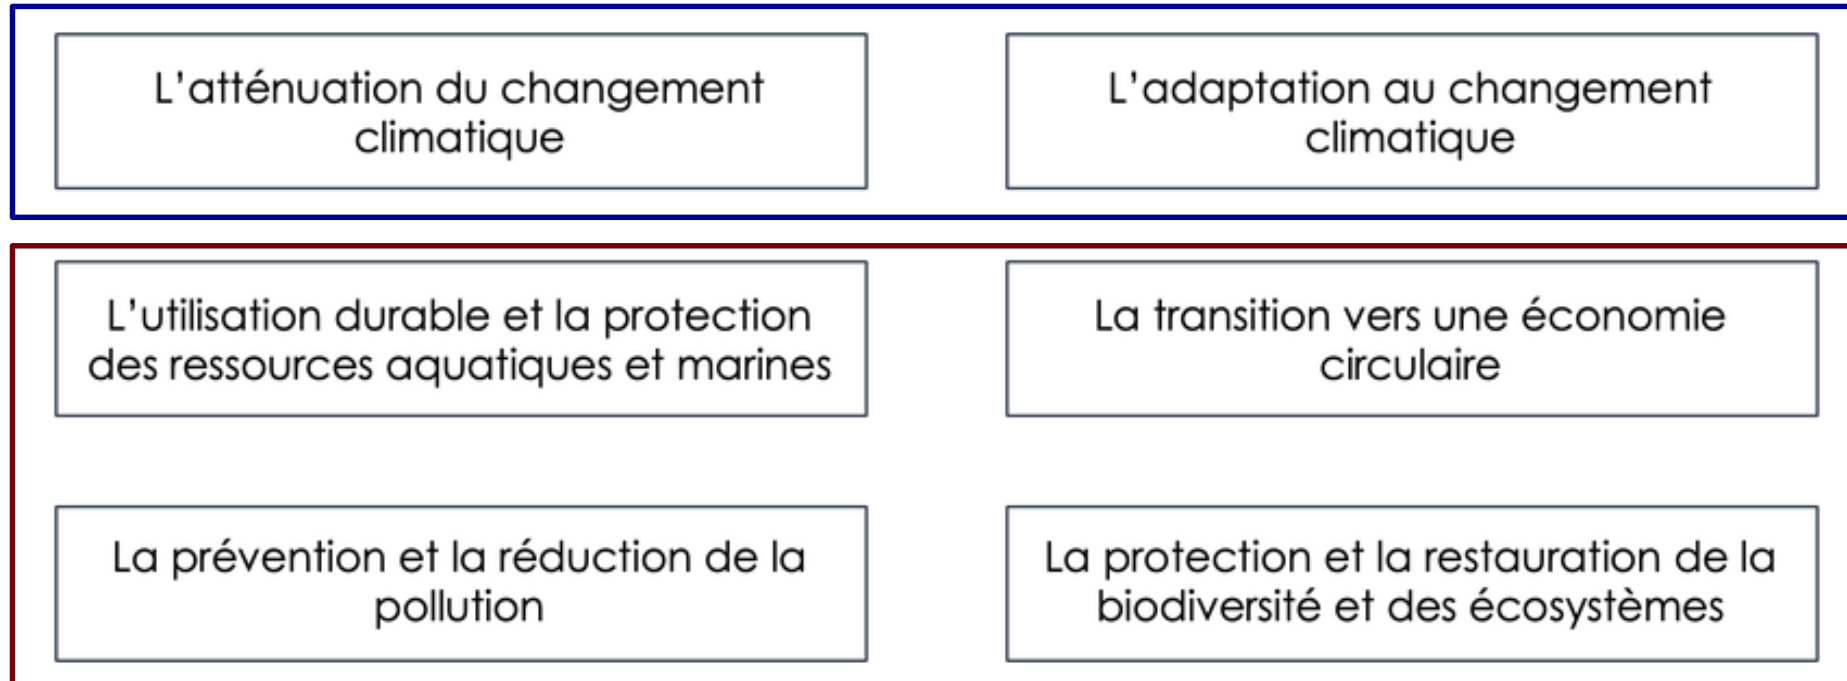 L'atténuation du changement
climatique
L'adaptation au changement
climatique
L'utilisation durable et la protection
des ressources aquatiques et marines
La transition vers une économie
circulaire
La prévention et la réduction de la
pollution
La protection et la restauration de la
biodiversité et des écosystèmes